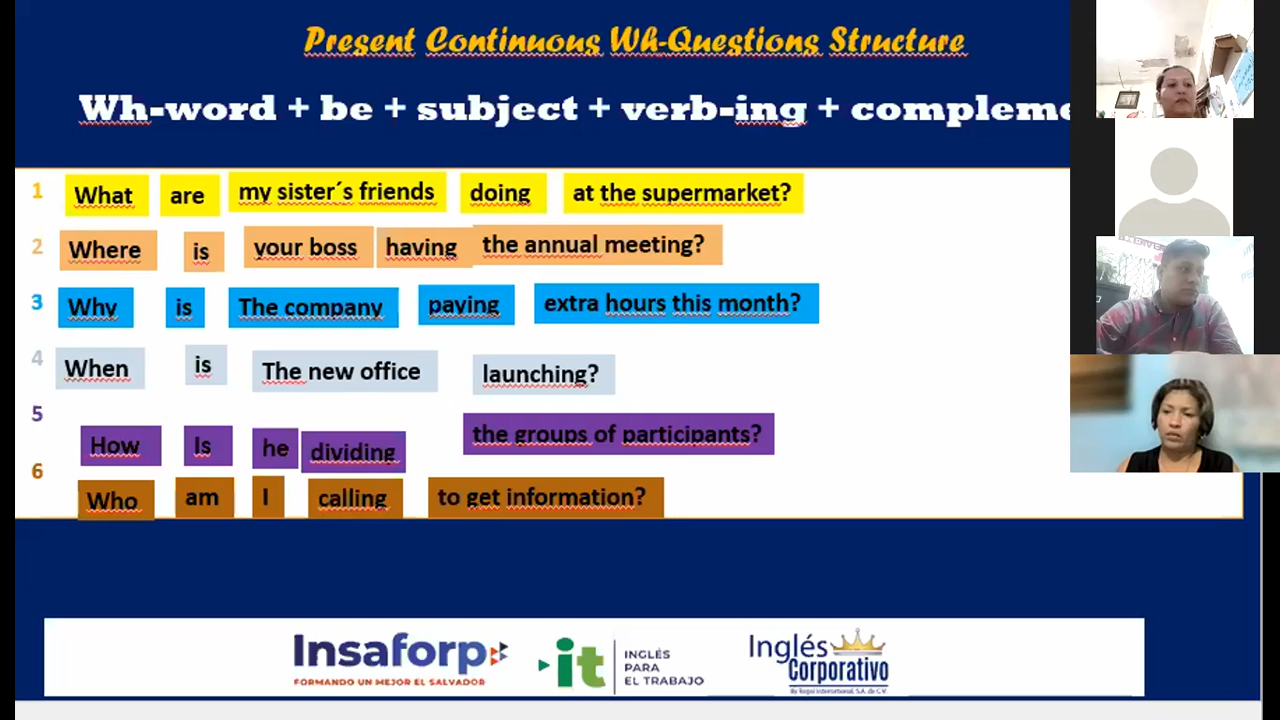 Present Continuous Wh-Questions Structure
Wh-word + be + subject + verb-ing + compleme
1 What are my sister´s friends doing at the supermarket?
2 Where is your boss having the annual meeting?
3 Why is The company paying extra hours this month?
4 When is The new office launching?
5 How Is he dividing the groups of participants?
6 Who am I calling to get information?
Insaforp
FORMANDO UN MEJOR EL SALVADOR
it INGLÉS PARA EL TRABAJO
Inglés Corporativo